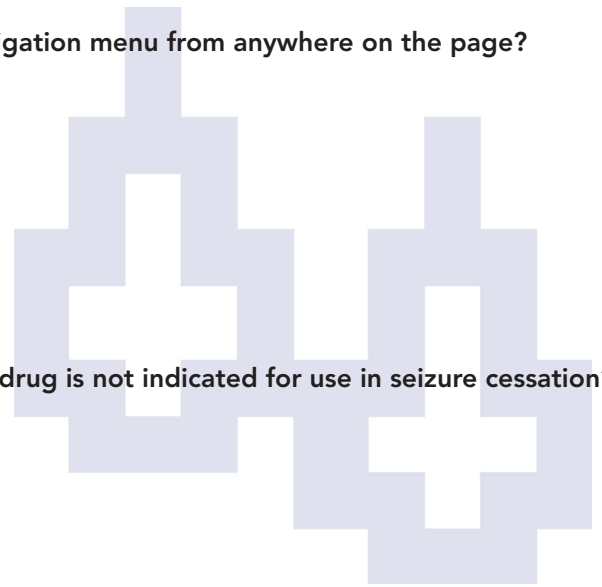 gation menu from anywhere on the page?
drug is not indicated for use in seizure cessation